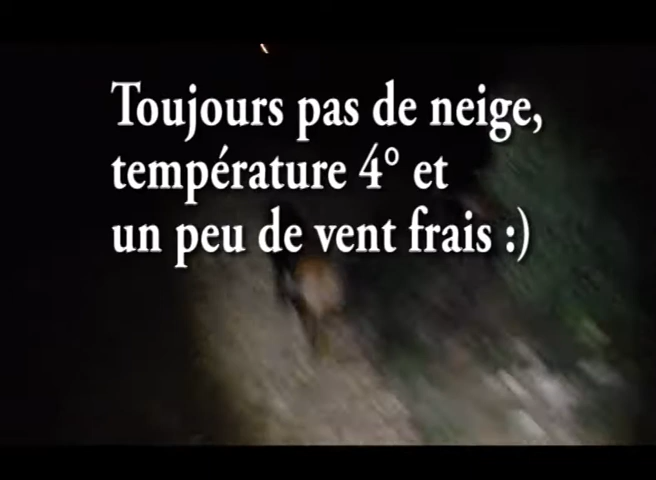 Toujours pas de neige,
température 4° et
un peu de vent frais :)